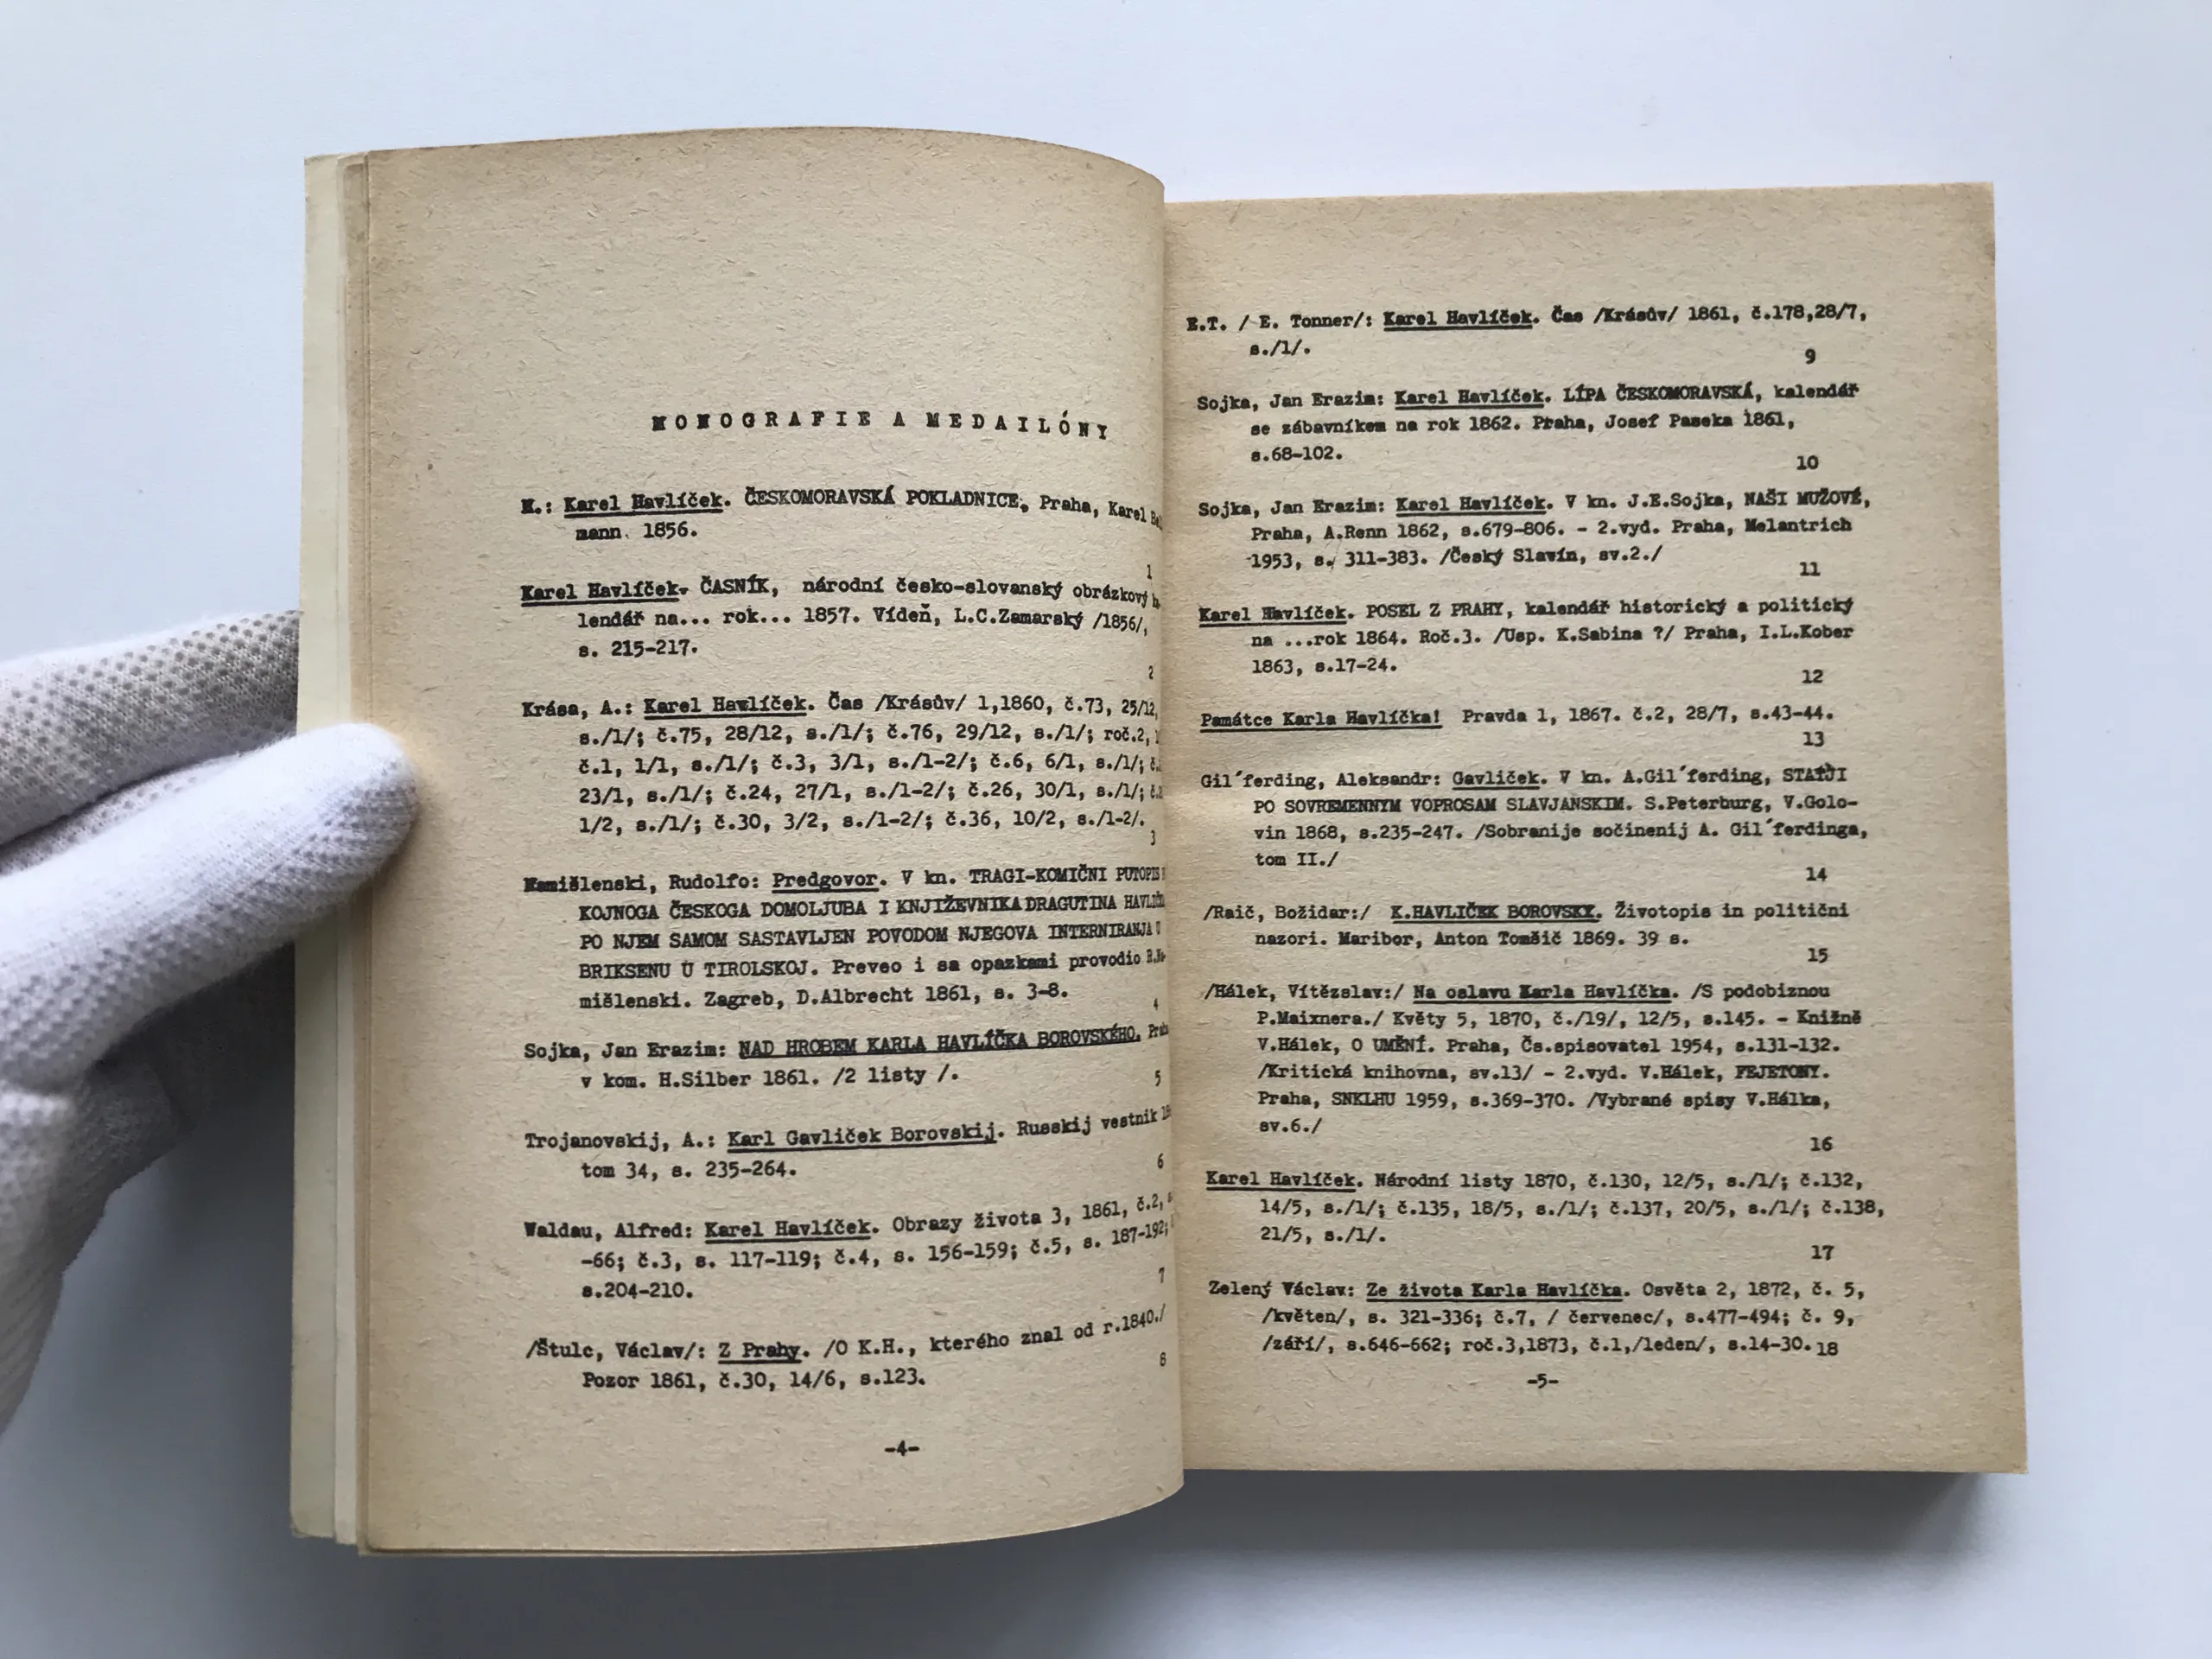 MONOGRAFIE A MEDAILÓNY
M.: Karel Havlíček. ČESKOMORAVSKÁ POKLADNICE, Praha, Karel
mann. 1856.
1
Karel Havlíček. ČASNÍK, národní česko-slovanský obrázkový
lendář na... rok... 1857. Vídeň, L.C.Zamarský /1856/,
s. 215-217.
2
Krása, A.: Karel Havlíček. Čas /Krásův/ 1,1860, č.73, 25/12,
s./1/; č.75, 28/12, s./1/; č.76, 29/12, s./1/; roč.2,
č.1, 1/1, s./1/; č.3, 3/1, s./1-2/; č.6, 6/1, s./1/;
23/1, s./1/; č.24, 27/1, s./1-2/; č.26, 30/1, s./1/;
1/2, s./1/; č.30, 3/2, s./1-2/; č.36, 10/2, s./1-2/.
3
Namišlenski, Rudolfo: Predgovor. V kn. TRAGI-KOMIČNI PUTOPIS
KOJNOGA ČESKOGA DOMOLJUBA I KNJIŽEVNIKA DRAGUTINA
PO NJEM SAMOM SASTAVLJEN POVODOM NJEGOVA INTERNIRANJA U
BRIKSENU U TIROLSKOJ. Preveo i sa opazkami provodio
mišlenski. Zagreb, D.Albrecht 1861, s. 3-8.
4
Sojka, Jan Erazim: NAD HROBEM KARLA HAVLÍČKA BOROVSKÉHO.
v kom. H.Silber 1861. /2 listy /.
5
Trojanovskij, A.: Karl Gavliček Borovskij. Russkij vestnik
tom 34, s. 235-264.
6
Waldau, Alfred: Karel Havlíček. Obrazy života 3, 1861, č.2,
-66; č.3, s. 117-119; č.4, s. 156-159; č.5, s. 187-192;
s.204-210.
7
/Štulc, Václav/: Z Prahy. /O K.H., kterého znal od r.1840./
Pozor 1861, č.30, 14/6, s.123.
8
-4-
E.T. / E. Tonner/: Karel Havlíček. Čas /Krásův/ 1861, č.178,28/7,
s./1/.
9
Sojka, Jan Erazim: Karel Havlíček. LÍPA ČESKOMORAVSKÁ, kalendář
se zábavníkem na rok 1862. Praha, Josef Paseka 1861,
s.68-102.
10
Sojka, Jan Erazim: Karel Havlíček. V kn. J.E.Sojka, NAŠI MUŽOVÉ,
Praha, A.Renn 1862, s.679-806. - 2.vyd. Praha, Melantrich
1953, s. 311-383. /Český Slavín, sv.2./
11
Karel Havlíček. POSEL Z PRAHY, kalendář historický a politický
na ...rok 1864. Roč.3. /Usp. K.Sabina ?/ Praha, I.L.Kober
1863, s.17-24.
12
Památce Karla Havlíčka! Pravda 1, 1867. č.2, 28/7, s.43-44.
13
Gil´ferding, Aleksandr: Gavliček. V kn. A.Gil´ferding, STAŤJI
PO SOVREMENNYM VOPROSAM SLAVJANSKIM. S.Peterburg, V.Golo-
vin 1868, s.235-247. /Sobranije sočinenij A. Gil´ferdinga,
tom II./
14
/Raič, Božidar:/ K.HAVLIČEK BOROVSKY. Životopis in politični
nazori. Maribor, Anton Tomšič 1869. 39 s.
15
/Hálek, Vítězslav:/ Na oslavu Karla Havlíčka. /S podobiznou
P.Maixnera./ Květy 5, 1870, č./19/, 12/5, s.145. - Knižně
V.Hálek, O UMĚNÍ. Praha, Čs.spisovatel 1954, s.131-132.
/Kritická knihovna, sv.13/ - 2.vyd. V.Hálek, FEJETONY.
Praha, SNKLHU 1959, s.369-370. /Vybrané spisy V.Hálka,
sv.6./
16
Karel Havlíček. Národní listy 1870, č.130, 12/5, s./1/; č.132,
14/5, s./1/; č.135, 18/5, s./1/; č.137, 20/5, s./1/; č.138,
21/5, s./1/.
17
Zelený Václav: Ze života Karla Havlíčka. Osvěta 2, 1872, č. 5,
/květen/, s. 321-336; č.7, / červenec/, s.477-494; č. 9,
/září/, s.646-662; roč.3,1873, č.1,/leden/, s.14-30. 18
-5-